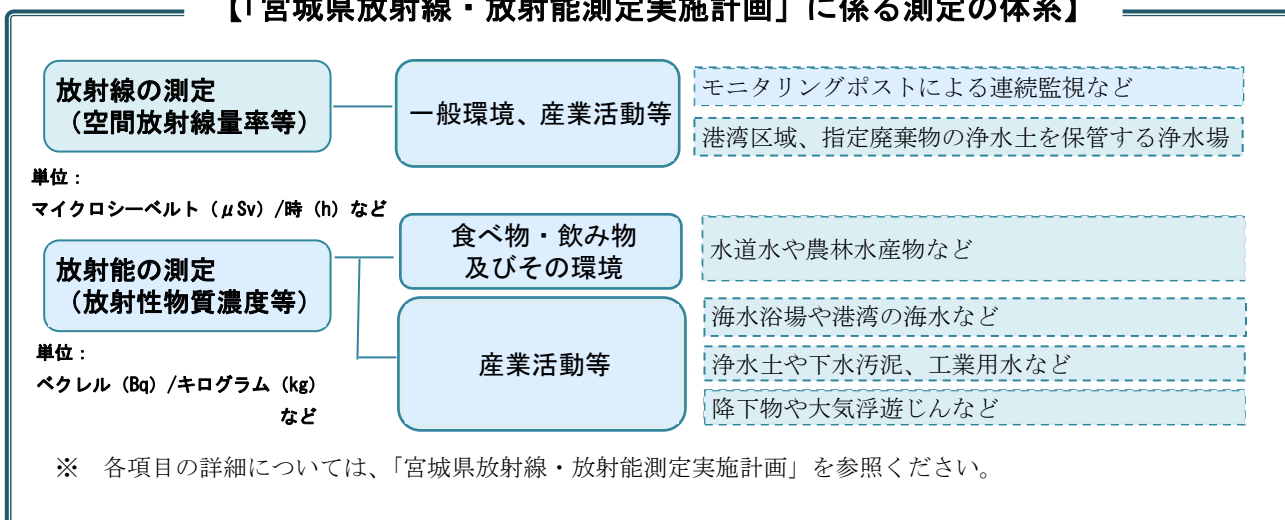 【「宮城県放射線・放射能測定実施計画」に係る測定の体系】
放射線の測定
（空間放射線量率等）
一般環境、産業活動等
モニタリングポストによる連続監視など
港湾区域、指定廃棄物の浄水土を保管する浄水場
単位：
マイクロシーベルト（μSv）/時（h）など
放射能の測定
（放射性物質濃度等）
食べ物・飲み物
及びその環境
水道水や農林水産物など
産業活動等
海水浴場や港湾の海水など
浄水土や下水汚泥、工業用水など
降下物や大気浮遊じんなど
単位：
ベクレル（Bq）/キログラム（kg）
など
※　各項目の詳細については、「宮城県放射線・放射能測定実施計画」を参照ください。